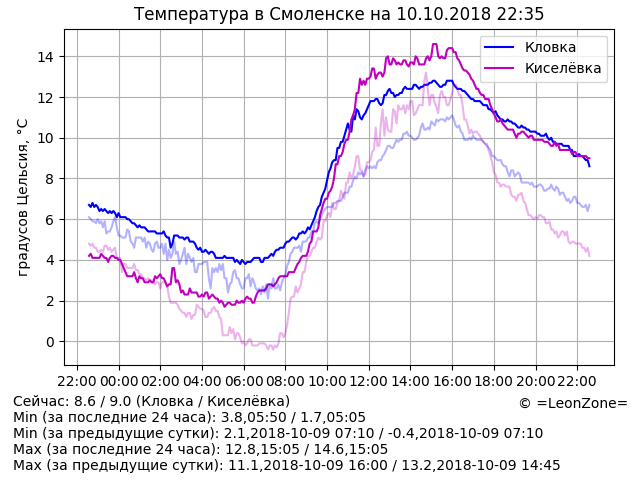 Температура в Смоленске на 10.10.2018 22:35
градусов Цельсия, °C
14
12
10
8
6
4
2
0
Кловка
Киселёвка
22:00 00:00 02:00 04:00 06:00 08:00 10:00 12:00 14:00 16:00 18:00 20:00 22:00
Сейчас: 8.6 / 9.0 (Кловка / Киселёвка)
© =LeonZone=
Min (за последние 24 часа): 3.8,05:50 / 1.7,05:05
Min (за предыдущие сутки): 2.1,2018-10-09 07:10 / -0.4,2018-10-09 07:10
Max (за последние 24 часа): 12.8,15:05 / 14.6,15:05
Max (за предыдущие сутки): 11.1,2018-10-09 16:00 / 13.2,2018-10-09 14:45